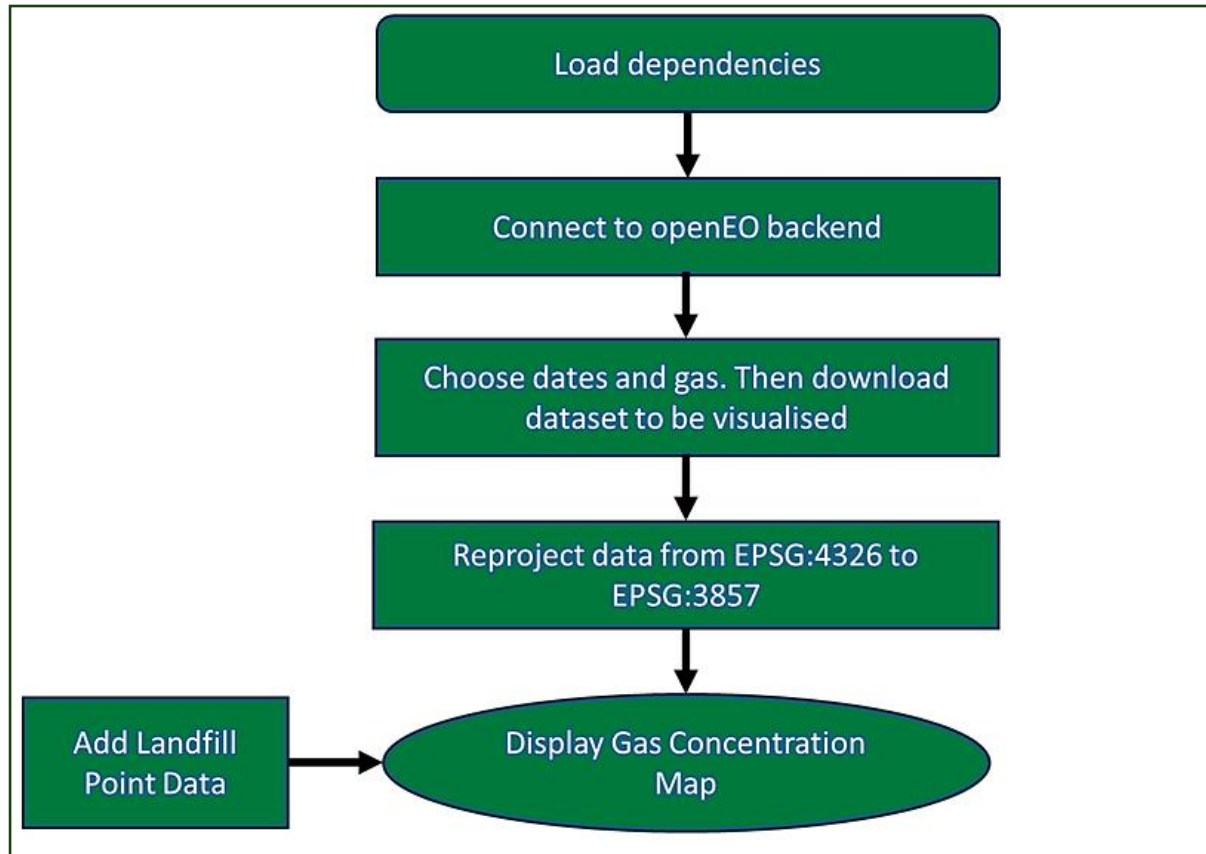 Load dependencies
Connect to openEO backend
Choose dates and gas. Then download
dataset to be visualised
Reproject data from EPSG:4326 to
EPSG:3857
Add Landfill
Point Data
Display Gas Concentration
Map